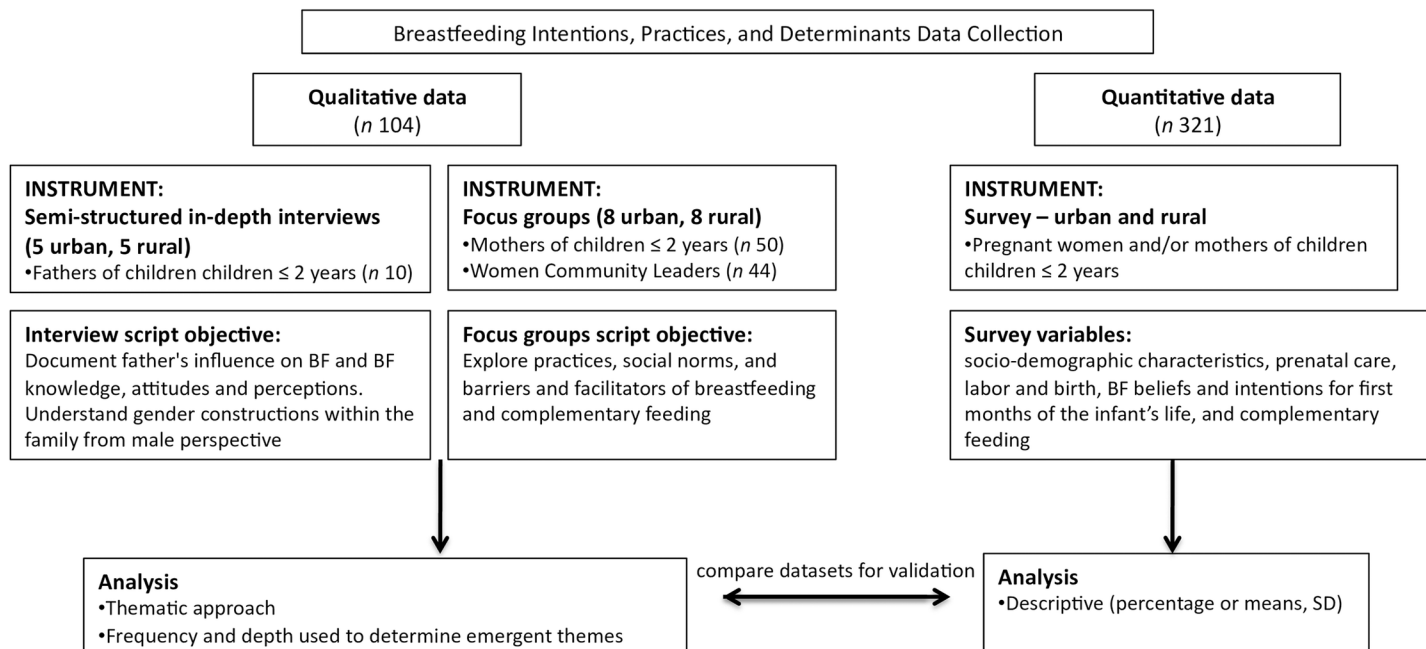 Breastfeeding Intentions, Practices, and Determinants Data Collection
Qualitative data
(n 104)
Quantitative data
(n 321)
INSTRUMENT:
Semi-structured in-depth interviews
(5 urban, 5 rural)
•Fathers of children children ≤ 2 years (n 10)
INSTRUMENT:
Focus groups (8 urban, 8 rural)
•Mothers of children ≤ 2 years (n 50)
•Women Community Leaders (n 44)
INSTRUMENT:
Survey – urban and rural
•Pregnant women and/or mothers of children
children ≤ 2 years
Interview script objective:
Document father's influence on BF and BF
knowledge, attitudes and perceptions.
Understand gender constructions within the
family from male perspective
Focus groups script objective:
Explore practices, social norms, and
barriers and facilitators of breastfeeding
and complementary feeding
Survey variables:
socio-demographic characteristics, prenatal care,
labor and birth, BF beliefs and intentions for first
months of the infant’s life, and complementary
feeding
Analysis
•Thematic approach
•Frequency and depth used to determine emergent themes
compare datasets for validation
Analysis
•Descriptive (percentage or means, SD)